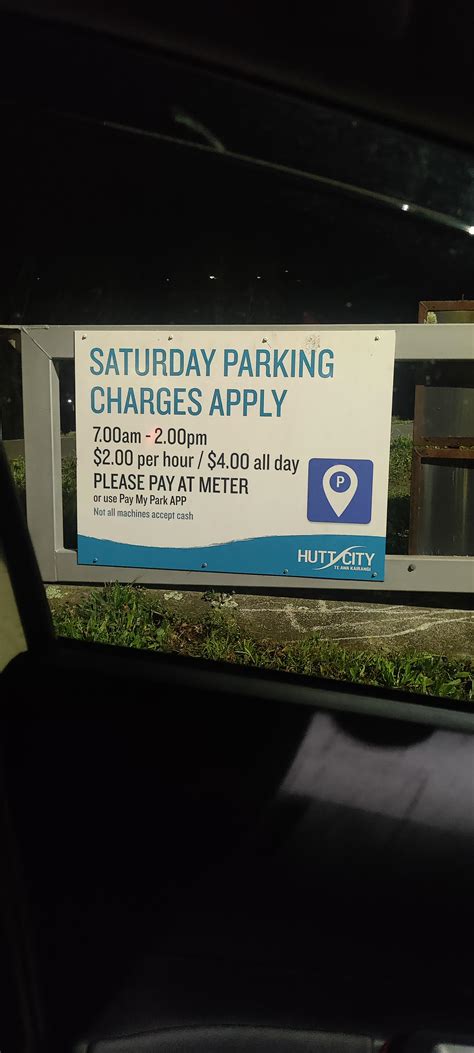 SATURDAY PARKING
CHARGES APPLY
7.00am - 2.00pm
$2.00 per hour / $4.00 all day
PLEASE PAY AT METER
or use Pay My Park APP
Not all machines accept cash
P
HUTT CITY
TE AWA KAIRANGI